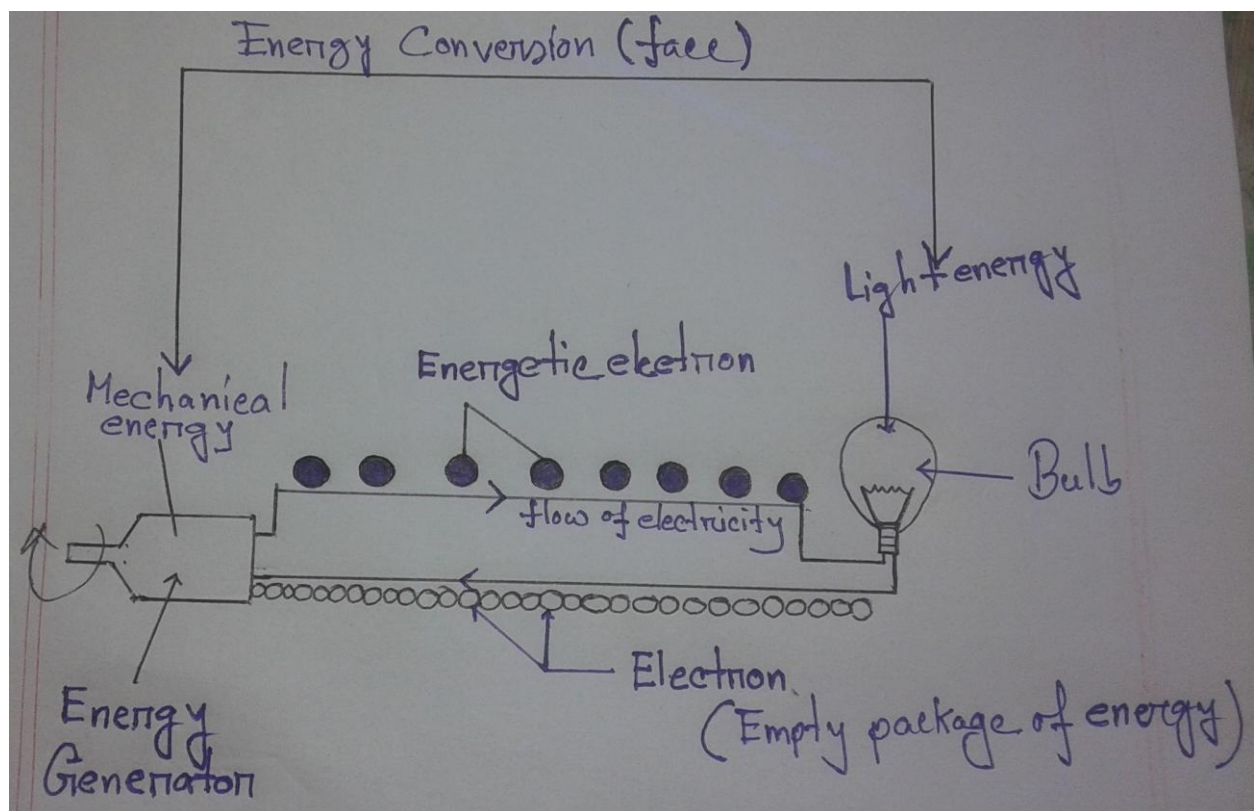 Energy Conversion (face)
Light energy
Energetic electron
Mechanical
energy
Bulb
flow of electricity
Electron
(Empty package of energy)
Energy
Generator